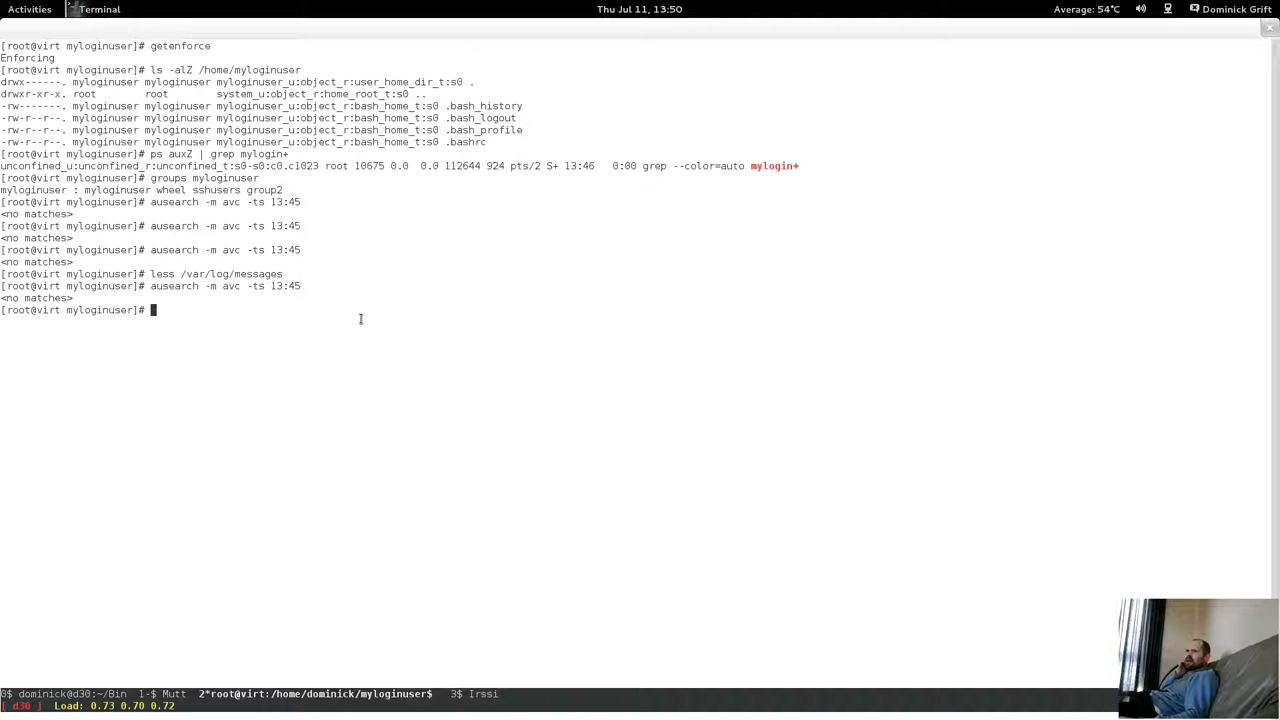 Activities Terminal Thu Jul 11, 13:50 Average: 54°C Dominick Grift
[root@virt myloginuser]# getenforce
Enforcing
[root@virt myloginuser]# ls -alZ /home/myloginuser
drwx------. myloginuser myloginuser myloginuser_u:object_r:user_home_dir_t:s0 .
drwxr-xr-x. root root system_u:object_r:home_root_t:s0 ..
-rw-------. myloginuser myloginuser myloginuser_u:object_r:bash_home_t:s0 .bash_history
-rw-r--r--. myloginuser myloginuser myloginuser_u:object_r:bash_home_t:s0 .bash_logout
-rw-r--r--. myloginuser myloginuser myloginuser_u:object_r:bash_home_t:s0 .bash_profile
-rw-r--r--. myloginuser myloginuser myloginuser_u:object_r:bash_home_t:s0 .bashrc
[root@virt myloginuser]# ps auxZ | grep mylogin+
unconfined_u:unconfined_r:unconfined_t:s0-s0:c0.c1023 root 10675 0.0 0.0 112644 924 pts/2 S+ 13:46 0:00 grep --color=auto mylogin+
[root@virt myloginuser]# groups myloginuser
myloginuser : myloginuser wheel sshusers group2
[root@virt myloginuser]# ausearch -m avc -ts 13:45
<no matches>
[root@virt myloginuser]# ausearch -m avc -ts 13:45
<no matches>
[root@virt myloginuser]# ausearch -m avc -ts 13:45
<no matches>
[root@virt myloginuser]# less /var/log/messages
[root@virt myloginuser]# ausearch -m avc -ts 13:45
<no matches>
[root@virt myloginuser]#
0$ dominick@d30:~/Bin 1-$ Mutt 2*root@virt:/home/dominick/myloginuser$ 3$ Irssi
[ d30 ] Load: 0.73 0.70 0.72